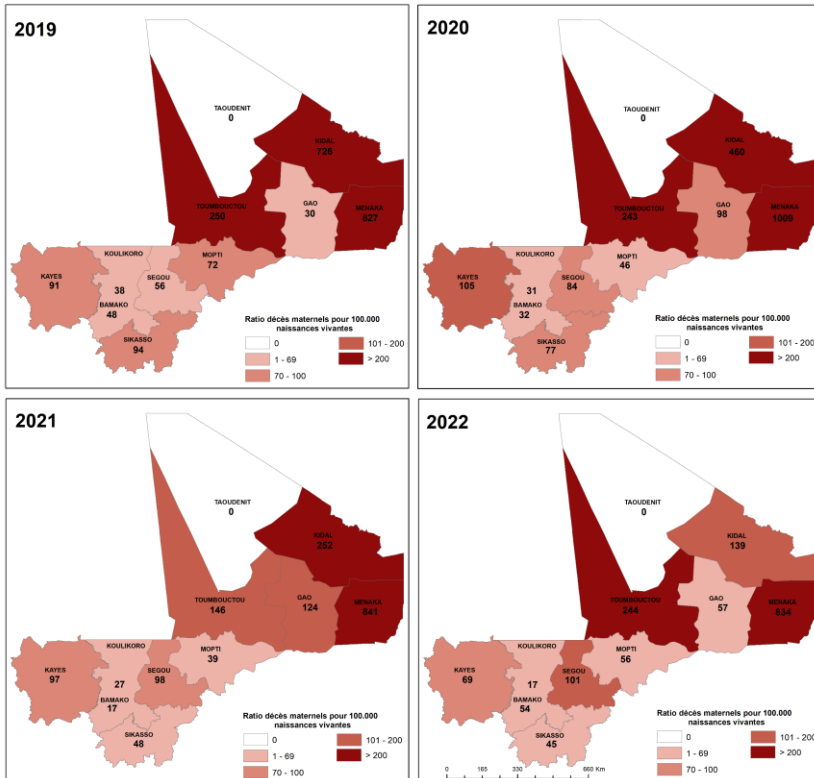 2019
TAOUDENIT
0
KIDAL
726
TOUMBOUCTOU
250
GAO
30
MENAKA
827
KOULIKORO
MOPTI
72
KAYES
91
SEGOU
56
38
BAMAKO
48
SIKASSO
94
Ratio décès maternels pour 100.000
naissances vivantes
0
1 - 69
70 - 100
101 - 200
> 200
2020
TAOUDENIT
0
KIDAL
460
TOUMBOUCTOU
243
GAO
98
MENAKA
1009
KOULIKORO
MOPTI
46
KAYES
105
SEGOU
84
31
BAMAKO
32
SIKASSO
77
Ratio décès maternels pour 100.000
naissances vivantes
0
1 - 69
70 - 100
101 - 200
> 200
2021
TAOUDENIT
0
KIDAL
252
TOUMBOUCTOU
146
GAO
124
MENAKA
841
KOULIKORO
MOPTI
39
KAYES
97
SEGOU
98
27
BAMAKO
17
SIKASSO
48
Ratio décès maternels pour 100.000
naissances vivantes
0
1 - 69
70 - 100
101 - 200
> 200
2022
TAOUDENIT
0
KIDAL
139
TOUMBOUCTOU
244
GAO
57
MENAKA
834
KOULIKORO
MOPTI
56
KAYES
69
SEGOU
101
17
BAMAKO
54
SIKASSO
45
Ratio décès maternels pour 100.000
naissances vivantes
0
1 - 69
70 - 100
101 - 200
> 200
0 165 330 660 Km